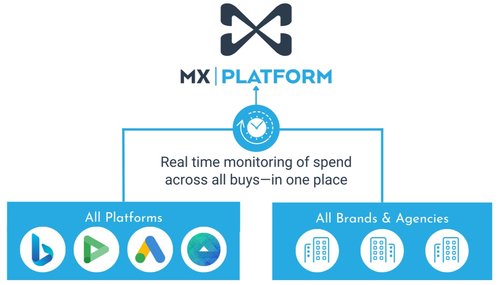 MX|PLATFORM
Real time monitoring of spend
across all buys—in one place
All Platforms
All Brands & Agencies